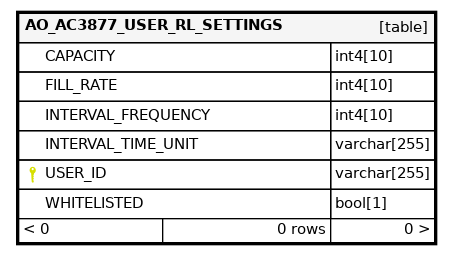 AO_AC3877_USER_RL_SETTINGS [table]
CAPACITY int4[10]
FILL_RATE int4[10]
INTERVAL_FREQUENCY int4[10]
INTERVAL_TIME_UNIT varchar[255]
USER_ID varchar[255]
WHITELISTED bool[1]
< 0 0 rows 0 >